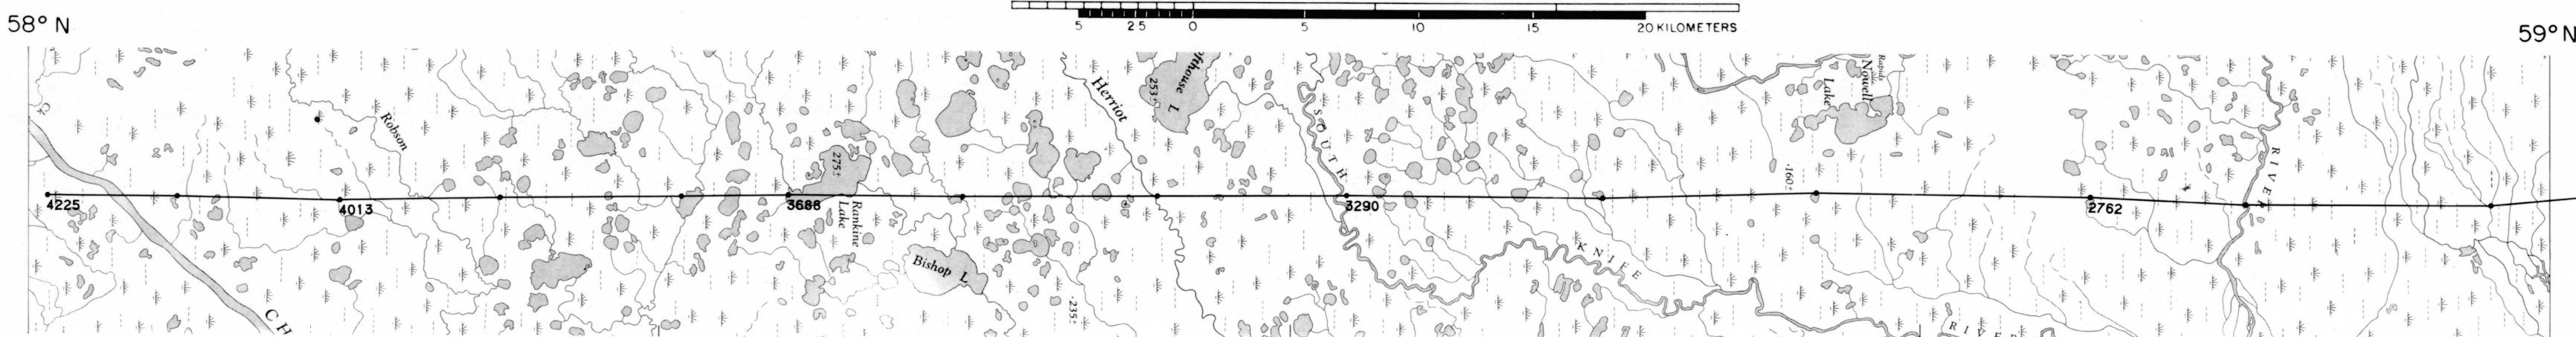 5 2.5 0 5 10 15 20 KILOMETERS
58° N
59° N
Robson
Herriot
253±
L
SOUTH
Rapids
Nowell
Lake
275±
Rankine
Lake
Bishop L
-235±
KNIFE
-160±
RIVER
RIVER
CH
4225
4013
3688
3290
2762